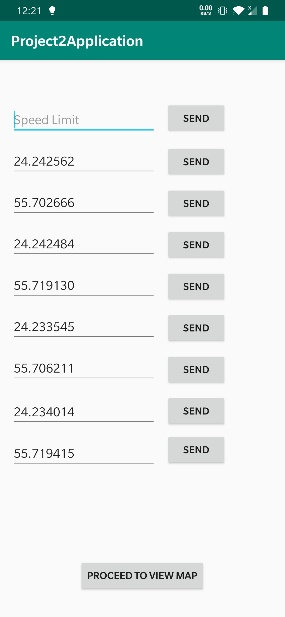 12:21
0.00
KB/S
Project2Application
Speed Limit SEND
24.242562 SEND
55.702666 SEND
24.242484 SEND
55.719130 SEND
24.233545 SEND
55.706211 SEND
24.234014 SEND
55.719415 SEND
PROCEED TO VIEW MAP